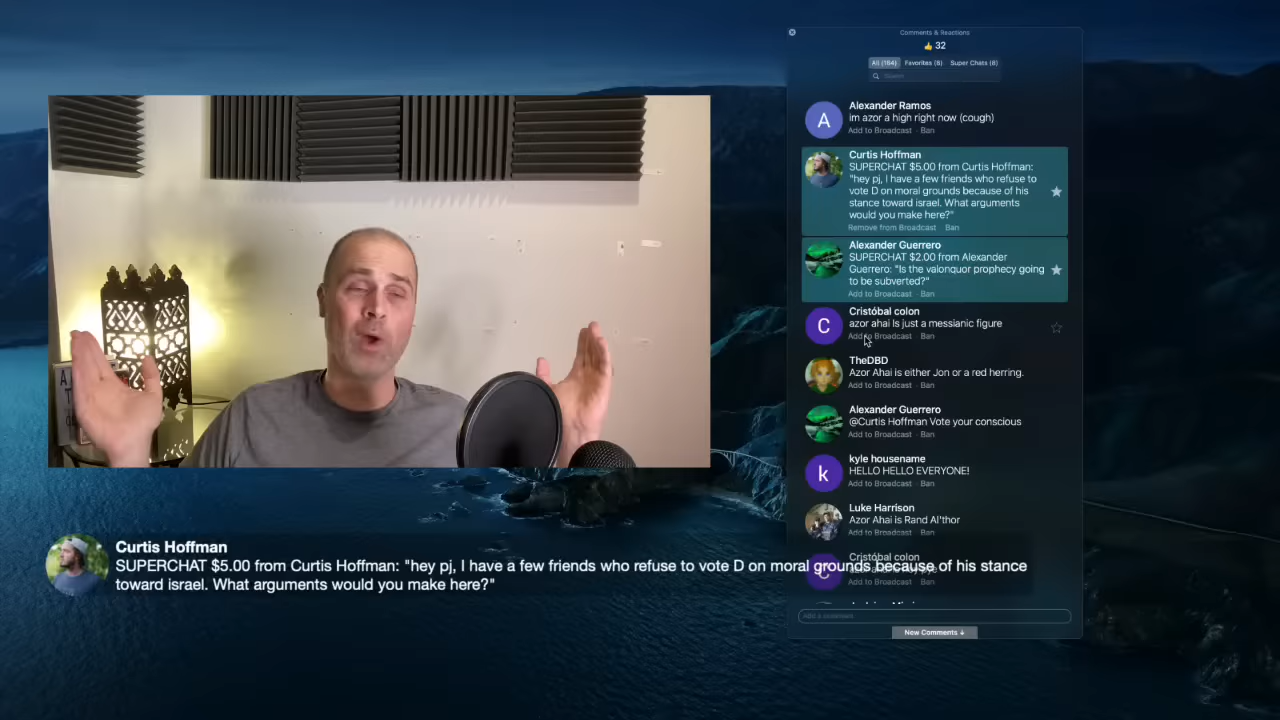 Comments & Reactions
👍 32
All (164) Favorites (6) Super Chats (6)
Search
Alexander Ramos
im azor a high right now (cough)
Add to Broadcast · Ban
Curtis Hoffman
SUPERCHAT $5.00 from Curtis Hoffman:
"hey pj, I have a few friends who refuse to
vote D on moral grounds because of his
stance toward israel. What arguments
would you make here?"
Remove from Broadcast Ban
Alexander Guerrero
SUPERCHAT $2.00 from Alexander
Guerrero: "Is the valonquor prophecy going
to be subverted?"
Add to Broadcast · Ban
Cristóbal colon
azor ahai Is just a messianic figure
Add to Broadcast · Ban
TheDBD
Azor Ahai is either Jon or a red herring.
Add to Broadcast · Ban
Alexander Guerrero
@Curtis Hoffman Vote your conscious
Add to Broadcast · Ban
kyle housename
HELLO HELLO EVERYONE!
Add to Broadcast · Ban
Luke Harrison
Azor Ahai is Rand Al'thor
Add to Broadcast · Ban
Cristóbal colon
Add to Broadcast · Ban
Add a comment
New Comments ↓
Curtis Hoffman
SUPERCHAT $5.00 from Curtis Hoffman: "hey pj, I have a few friends who refuse to vote D on moral grounds because of his stance
toward israel. What arguments would you make here?"